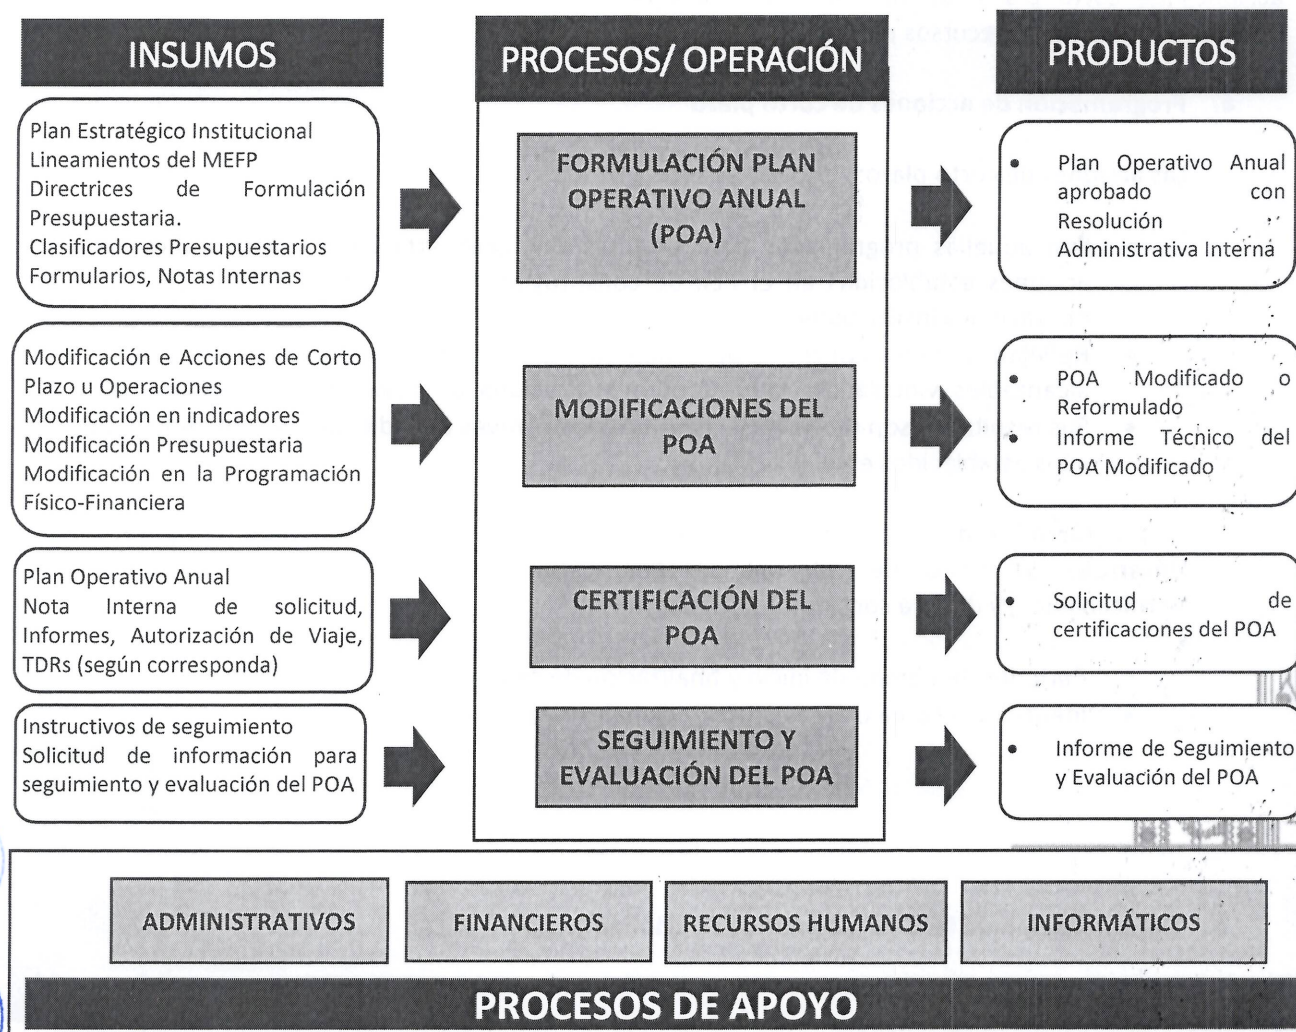 INSUMOS
PROCESOS/ OPERACIÓN
PRODUCTOS
Plan Estratégico Institucional
Lineamientos del MEFP
Directrices de Formulación
Presupuestaria.
Clasificadores Presupuestarios
Formularios, Notas Internas
FORMULACIÓN PLAN
OPERATIVO ANUAL
(POA)
• Plan Operativo Anual
aprobado con
Resolución
Administrativa Interna
Modificación e Acciones de Corto
Plazo u Operaciones
Modificación en indicadores
Modificación Presupuestaria
Modificación en la Programación
Físico-Financiera
MODIFICACIONES DEL
POA
• POA Modificado o
Reformulado
• Informe Técnico del
POA Modificado
Plan Operativo Anual
Nota Interna de solicitud,
Informes, Autorización de Viaje,
TDRs (según corresponda)
CERTIFICACIÓN DEL
POA
• Solicitud de
certificaciones del POA
Instructivos de seguimiento
Solicitud de información para
seguimiento y evaluación del POA
SEGUIMIENTO Y
EVALUACIÓN DEL POA
• Informe de Seguimiento
y Evaluación del POA
ADMINISTRATIVOS
FINANCIEROS
RECURSOS HUMANOS
INFORMÁTICOS
PROCESOS DE APOYO